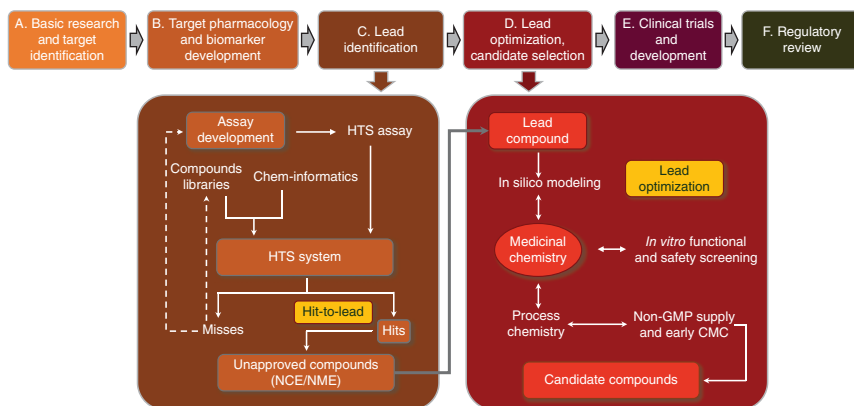 A. Basic research
and target
identification
B. Target pharmacology
and biomarker
development
C. Lead
identification
D. Lead
optimization,
candidate selection
E. Clinical trials
and
development
F. Regulatory
review
Assay
development
HTS assay
Compounds
libraries
Chem-informatics
HTS system
Hit-to-lead
Misses
Hits
Unapproved compounds
(NCE/NME)
Lead
compound
In silico modeling
Lead
optimization
Medicinal
chemistry
In vitro functional
and safety screening
Process
chemistry
Non-GMP supply
and early CMC
Candidate compounds